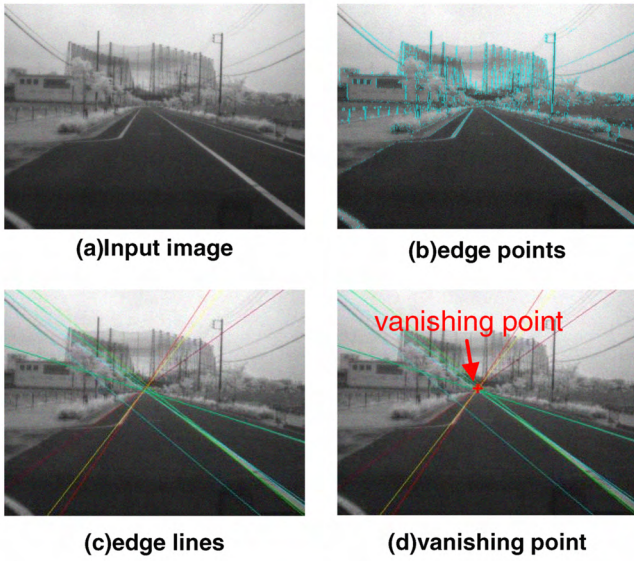 (a)Input image
(b)edge points
vanishing point
(c)edge lines
(d)vanishing point